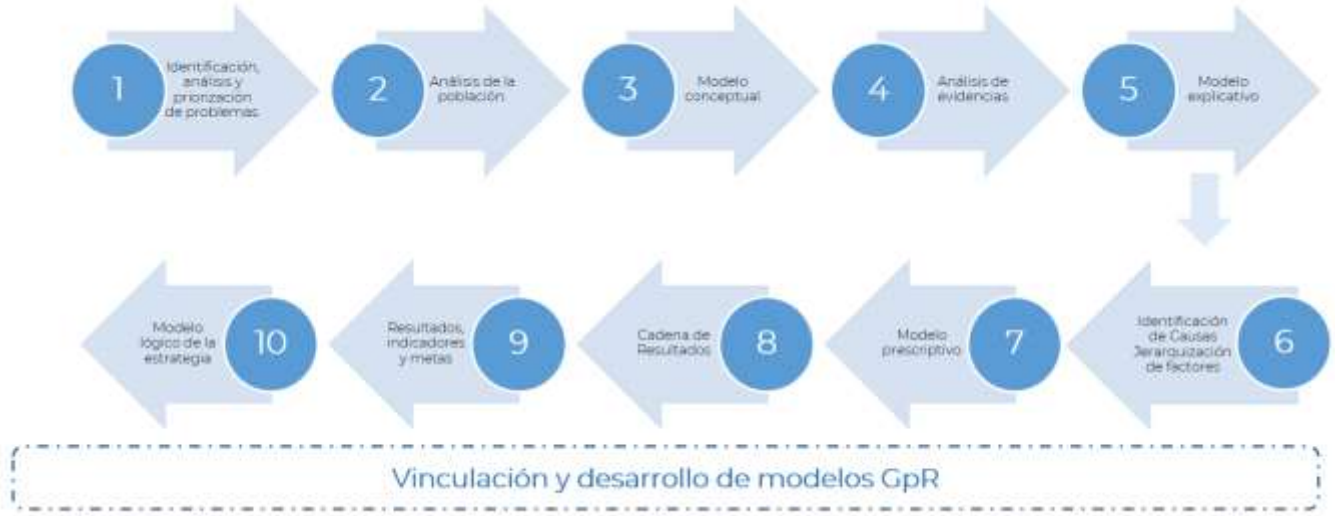 1
Identificación,
análisis y
priorización
de problemas
2
Análisis de la
población
3
Modelo
conceptual
4
Análisis de
evidencias
5
Modelo
explicativo
6
Identificación
de Causas
Jerarquización
de factores
7
Modelo
prescriptivo
8
Cadena de
Resultados
9
Resultados,
indicadores
y metas
10
Modelo
lógico de la
estrategia
Vinculación y desarrollo de modelos GpR